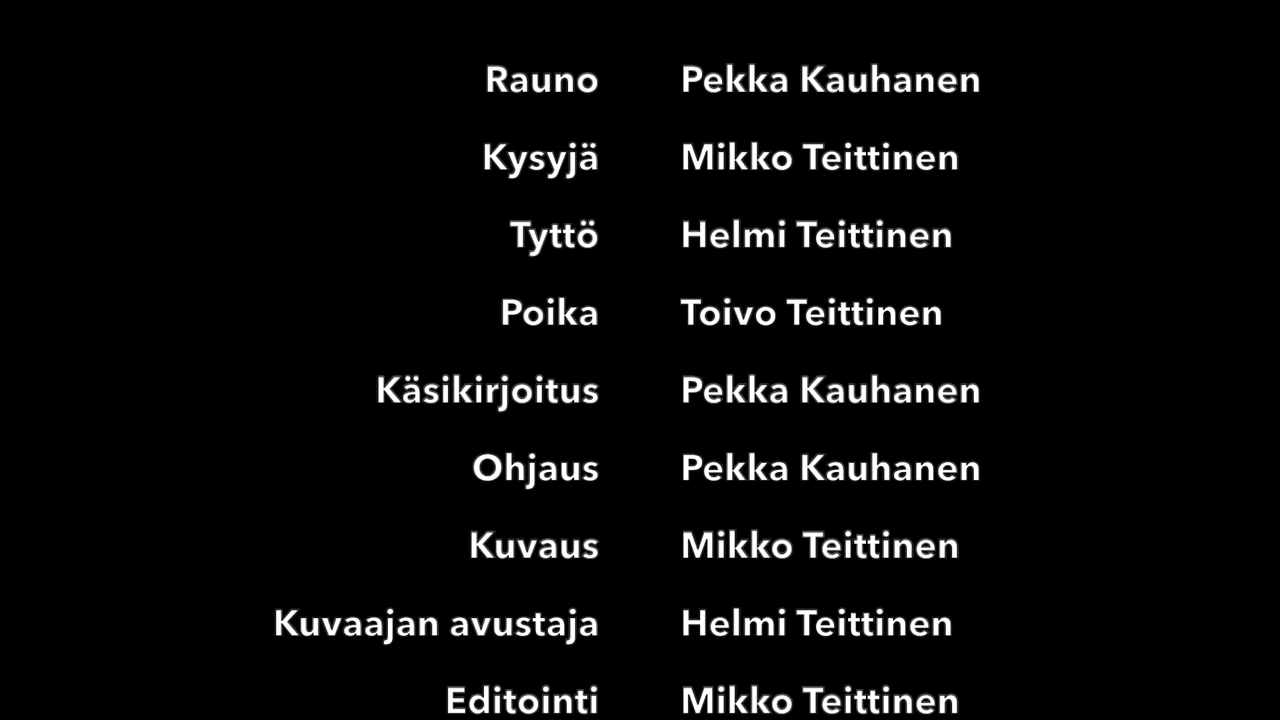 Rauno Pekka Kauhanen
Kysyjä Mikko Teittinen
Tyttö Helmi Teittinen
Poika Toivo Teittinen
Käsikirjoitus Pekka Kauhanen
Ohjaus Pekka Kauhanen
Kuvaus Mikko Teittinen
Kuvaajan avustaja Helmi Teittinen
Editointi Mikko Teittinen